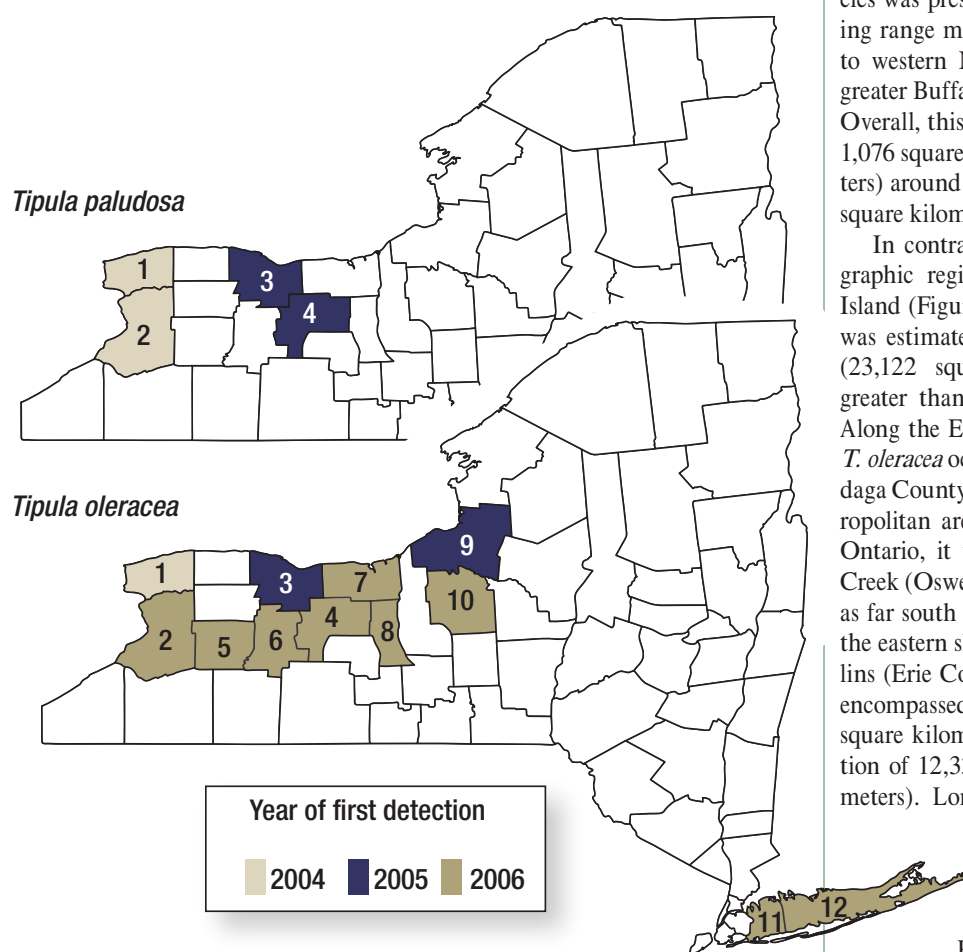 Tipula paludosa
1
2
3
4
Tipula oleracea
1
2
3
4
5
6
7
8
9
10
11
12
Year of first detection
2004 2005 2006
was pres
ing range m
to western
greater Buffa
Overall, this
1,076 square
ters) around
square kilom
In contra
graphic regi
Island (Figu
was estimate
(23,122 squ
greater than
Along the E
T. oleracea oc
daga County
ropolitan are
Ontario, it
Creek (Oswe
as far south
the eastern s
lins (Erie Co
encompassed
square kilom
tion of 12,3
meters). Lon